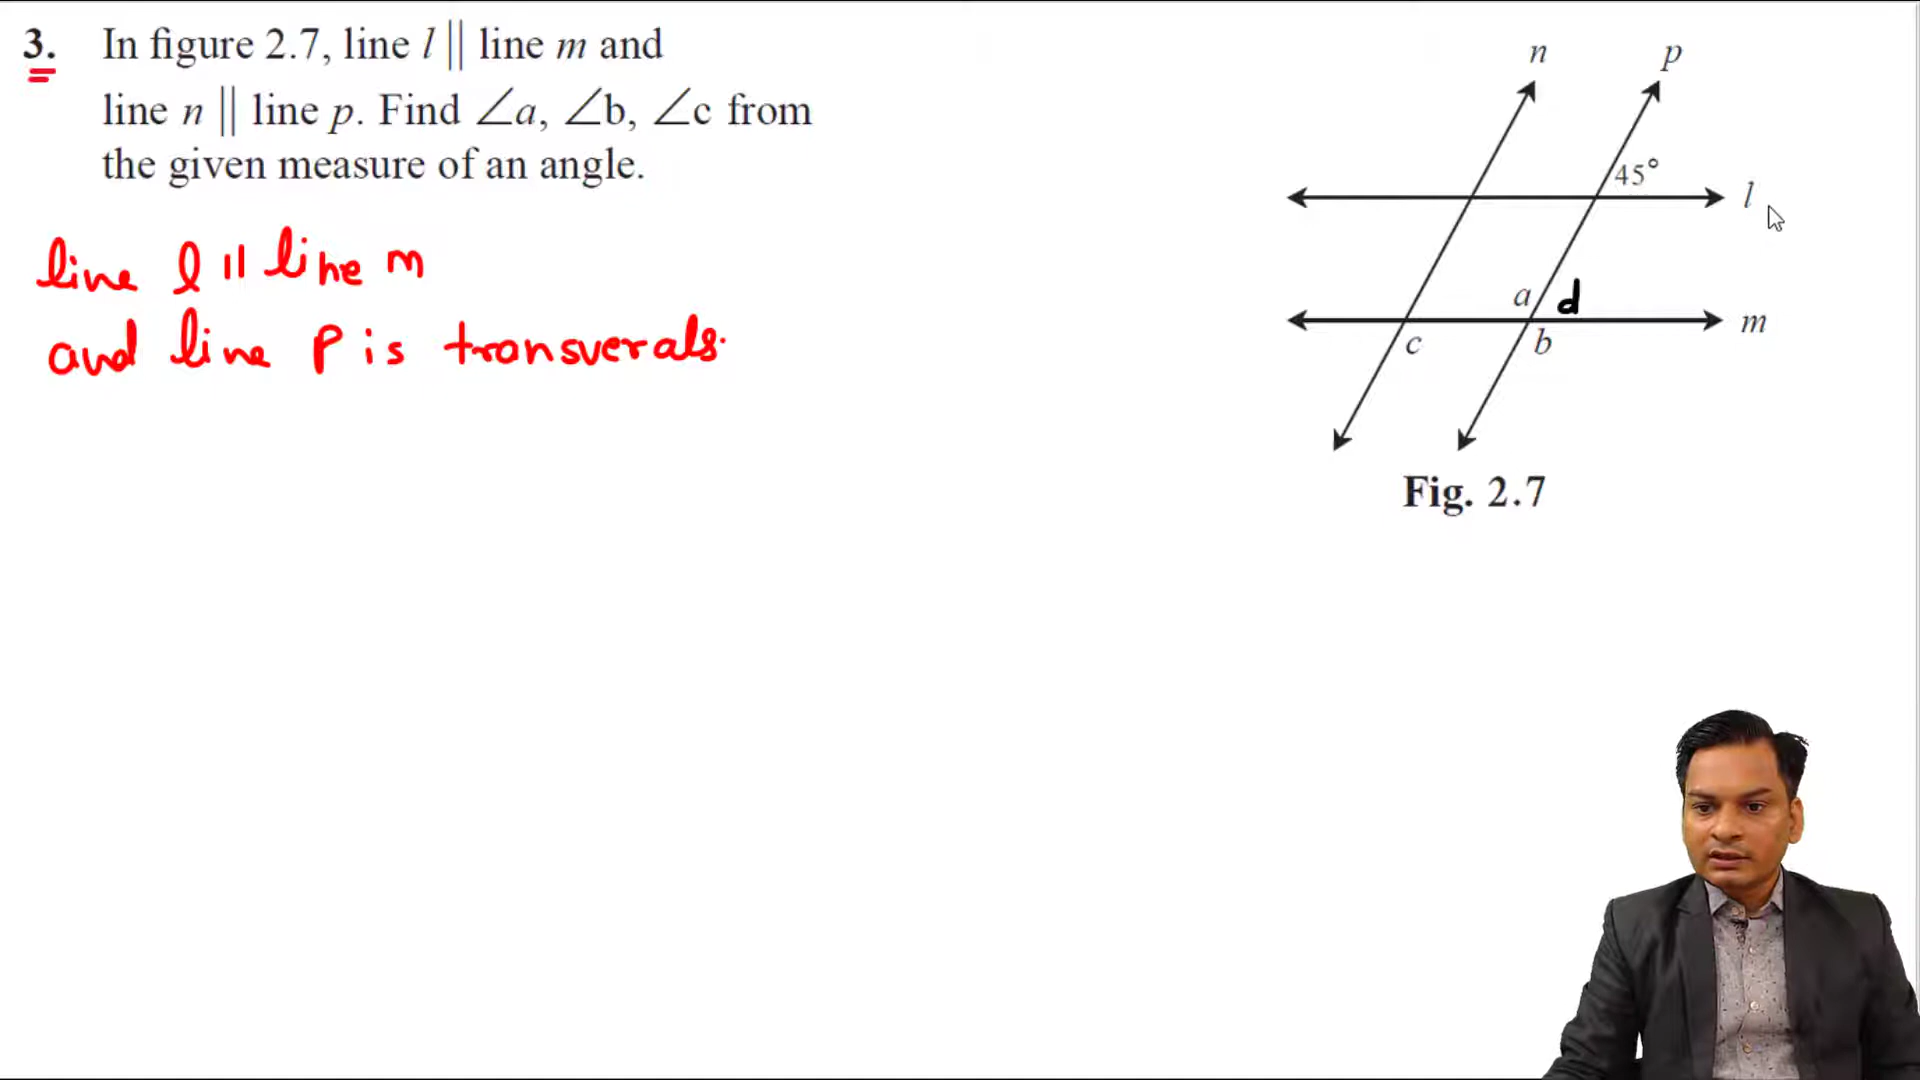 3. In figure 2.7, line l || line m and
line n || line p. Find ∠a, ∠b, ∠c from
the given measure of an angle.
line l || line m
and line P is transverals.
n
p
45°
l
a
d
m
c
b
Fig. 2.7